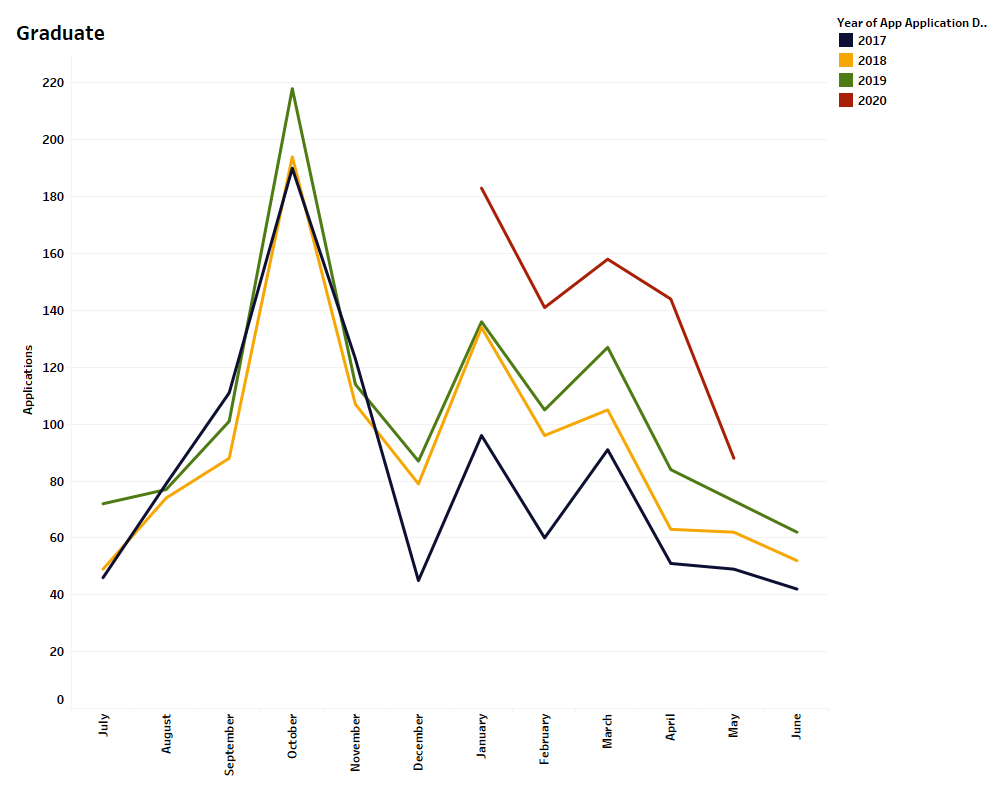 Graduate
Year of App Application D..
2017
2018
2019
2020
Applications
220
200
180
160
140
120
100
80
60
40
20
0
July
August
September
October
November
December
January
February
March
April
May
June